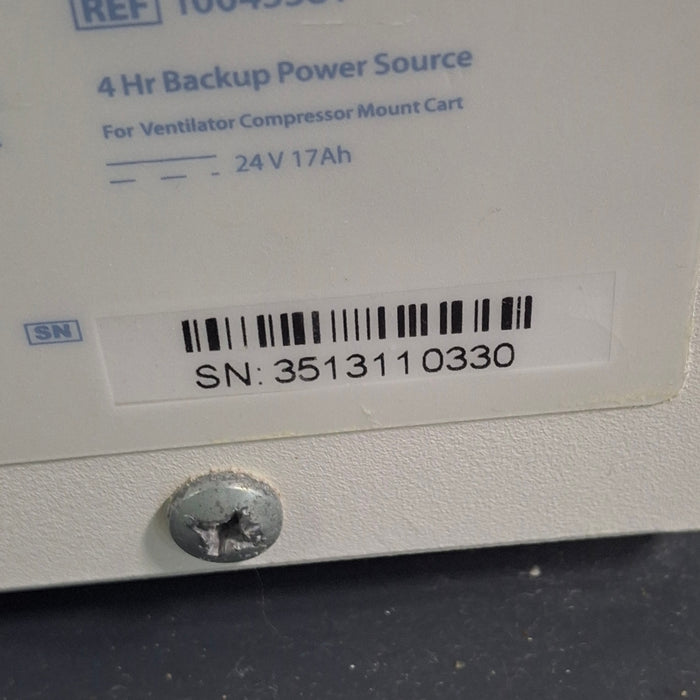 REF
4 Hr Backup Power Source
For Ventilator Compressor Mount Cart
24 V 17Ah
SN
SN: 3513110330